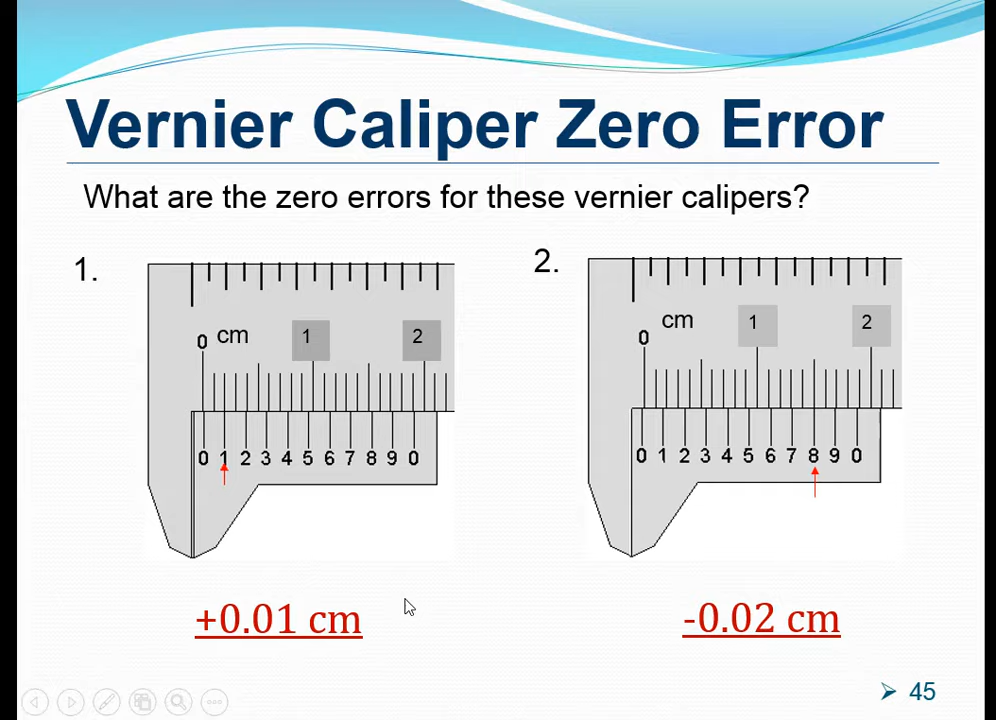 Vernier Caliper Zero Error
What are the zero errors for these vernier calipers?
1.
0 cm 1 2
0 1 2 3 4 5 6 7 8 9 0
+0.01 cm
2.
0 cm 1 2
0 1 2 3 4 5 6 7 8 9 0
-0.02 cm
45